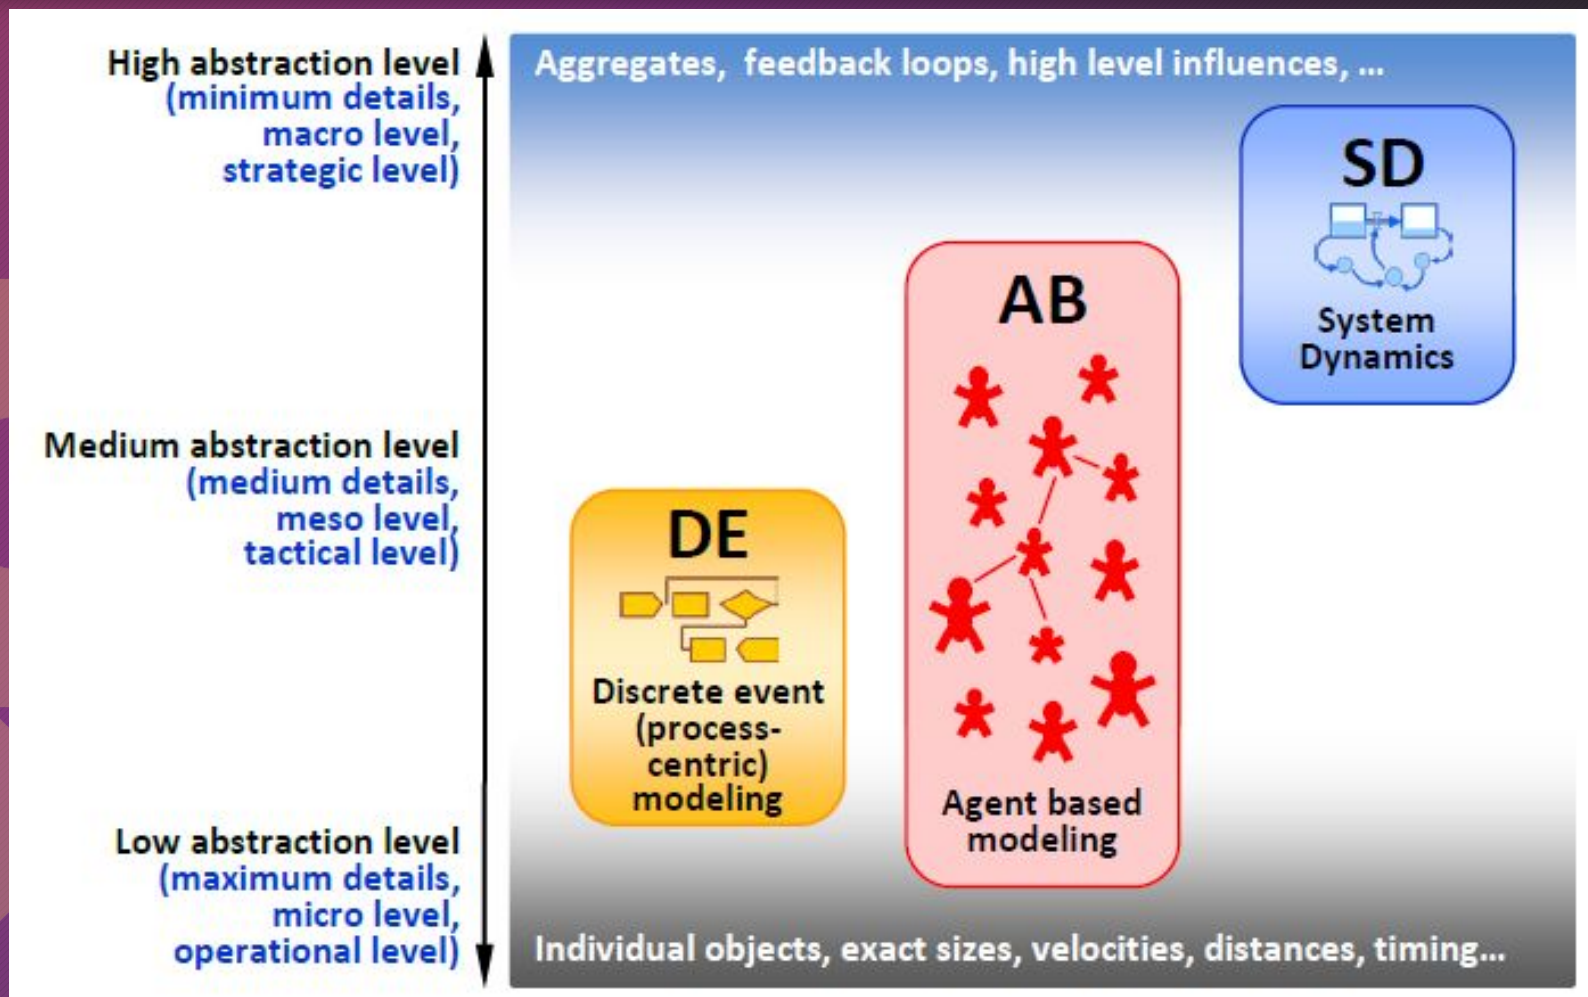 High abstraction level
(minimum details,
macro level,
strategic level)
Medium abstraction level
(medium details,
meso level,
tactical level)
Low abstraction level
(maximum details,
micro level,
operational level)
Aggregates, feedback loops, high level influences, ...
DE
Discrete event
(process-
centric)
modeling
AB
Agent based
modeling
SD
System
Dynamics
Individual objects, exact sizes, velocities, distances, timing...